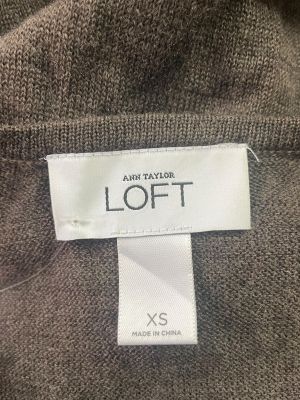 ANN TAYLOR
LOFT
XS
MADE IN CHINA